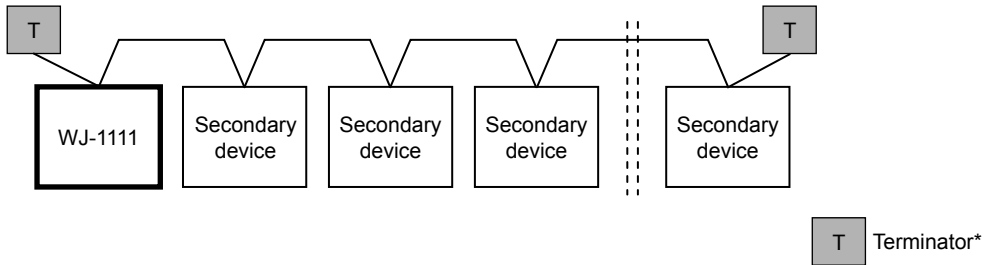 T
T
WJ-1111
Secondary
device
Secondary
device
Secondary
device
Secondary
device
T
Terminator*